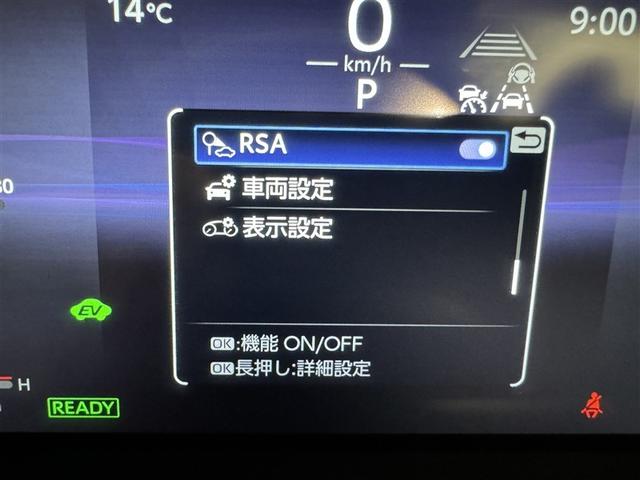 14°C
0
9:00
km/h
P
RSA
車両設定
表示設定
EV
OK:機能 ON/OFF
OK長押し:詳細設定
H
READY